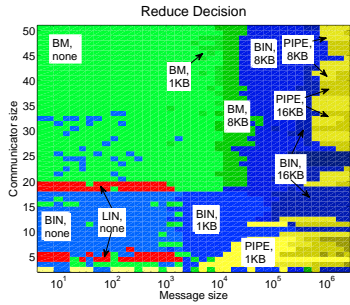 Reduce Decision
Communicator size
50
45
40
35
30
25
20
15
10
5
BM,
none
BM,
1KB
BM,
8KB
BIN,
8KB
PIPE,
8KB
PIPE,
16KB
BIN,
16KB
BIN,
none
LIN,
none
BIN,
1KB
PIPE,
1KB
10^1
10^2
10^3
10^4
10^5
10^6
Message size